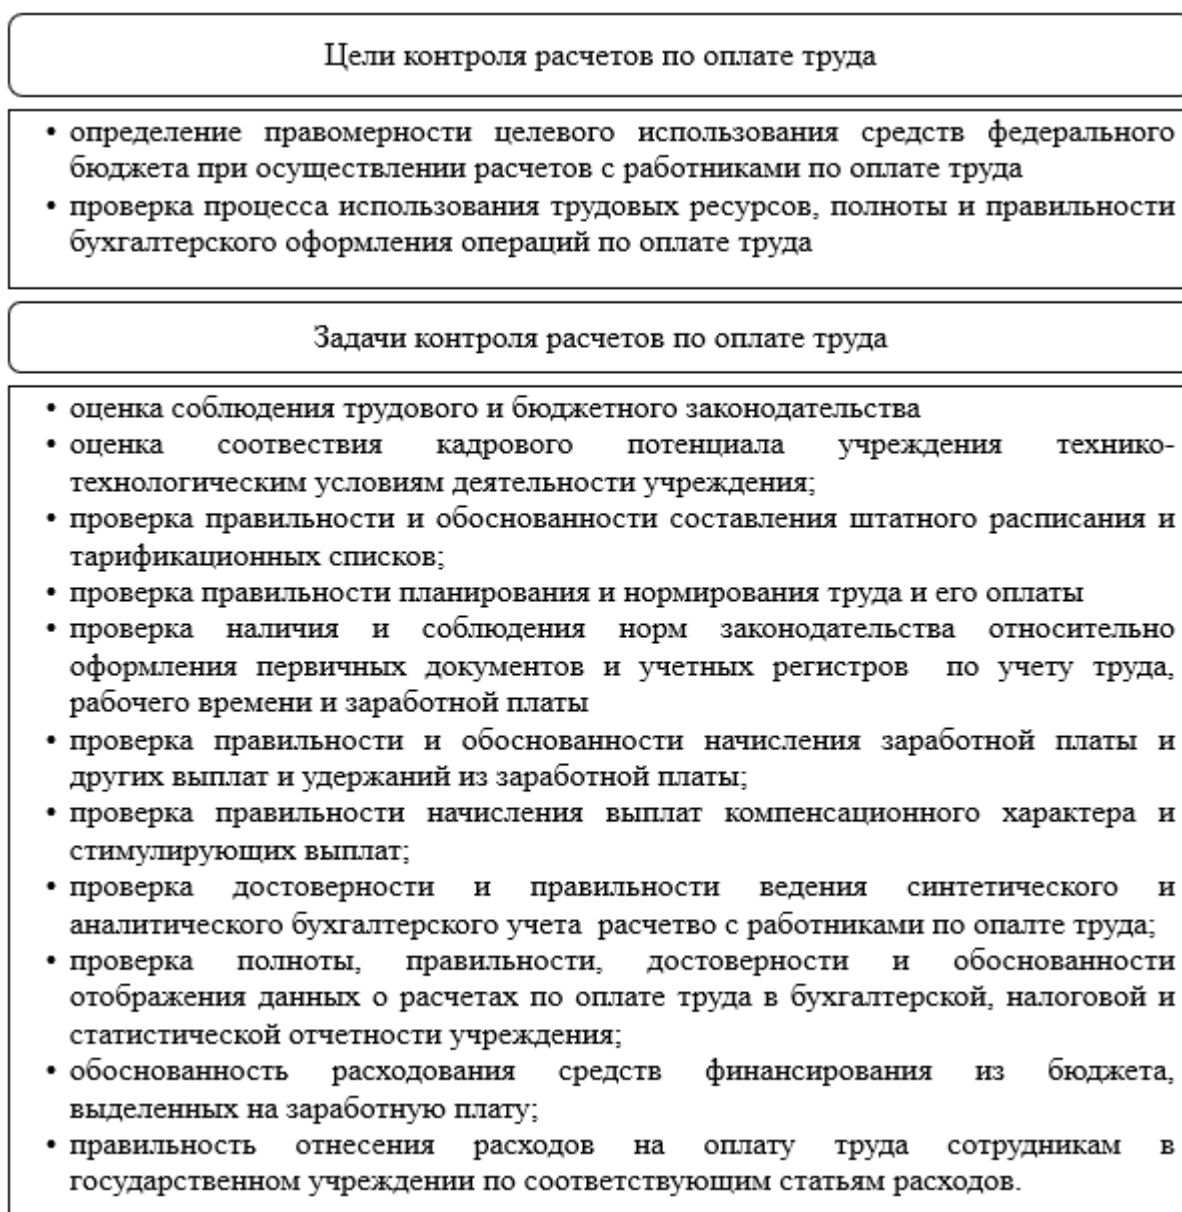 Цели контроля расчетов по оплате труда
• определение правомерности целевого использования средств федерального
бюджета при осуществлении расчетов с работниками по оплате труда
• проверка процесса использования трудовых ресурсов, полноты и правильности
бухгалтерского оформления операций по оплате труда
Задачи контроля расчетов по оплате труда
• оценка соблюдения трудового и бюджетного законодательства
• оценка соотвествия кадрового потенциала учреждения технико-
технологическим условиям деятельности учреждения;
• проверка правильности и обоснованности составления штатного расписания и
тарификационных списков;
• проверка правильности планирования и нормирования труда и его оплаты
• проверка наличия и соблюдения норм законодательства относительно
оформления первичных документов и учетных регистров по учету труда,
рабочего времени и заработной платы
• проверка правильности и обоснованности начисления заработной платы и
других выплат и удержаний из заработной платы;
• проверка правильности начисления выплат компенсационного характера и
стимулирующих выплат;
• проверка достоверности и правильности ведения синтетического и
аналитического бухгалтерского учета расчетво с работниками по опалте труда;
• проверка полноты, правильности, достоверности и обоснованности
отображения данных о расчетах по оплате труда в бухгалтерской, налоговой и
статистической отчетности учреждения;
• обоснованность расходования средств финансирования из бюджета,
выделенных на заработную плату;
• правильность отнесения расходов на оплату труда сотрудникам в
государственном учреждении по соответствующим статьям расходов.